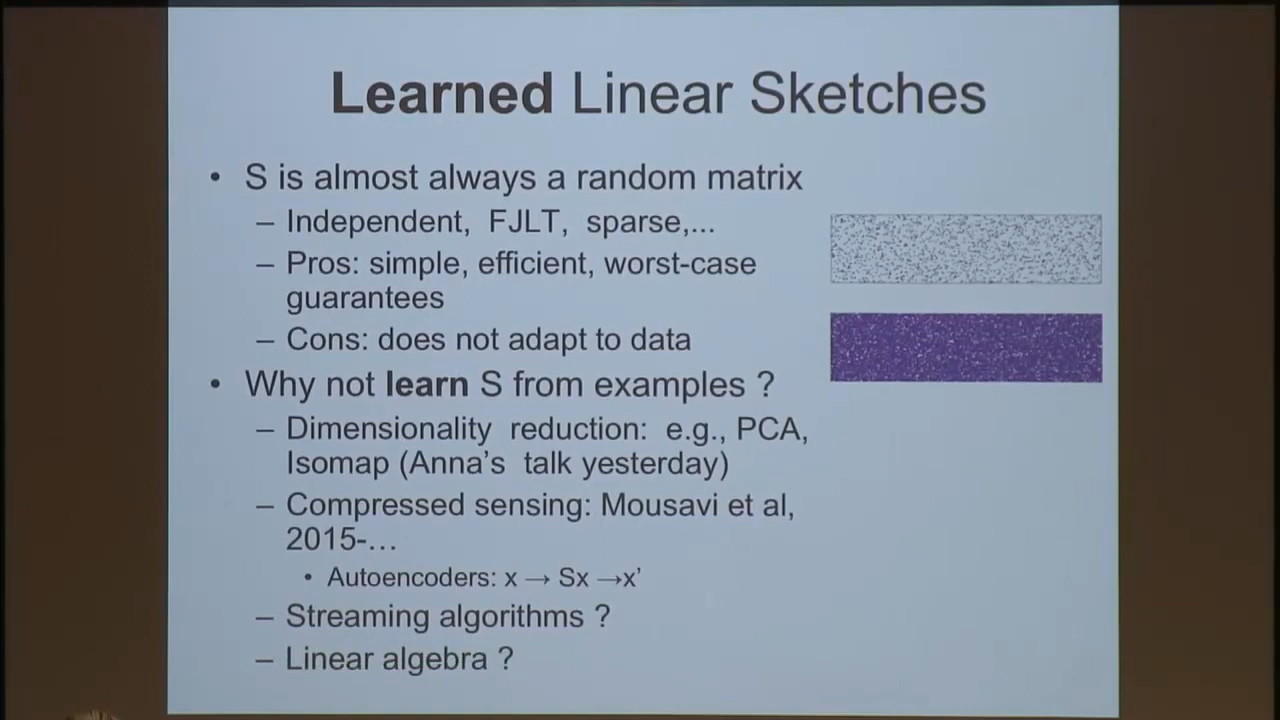 Learned Linear Sketches
• S is almost always a random matrix
– Independent, FJLT, sparse,...
– Pros: simple, efficient, worst-case
guarantees
– Cons: does not adapt to data
• Why not learn S from examples ?
– Dimensionality reduction: e.g., PCA,
Isomap (Anna's talk yesterday)
– Compressed sensing: Mousavi et al,
2015-…
• Autoencoders: x → Sx →x'
– Streaming algorithms ?
– Linear algebra ?